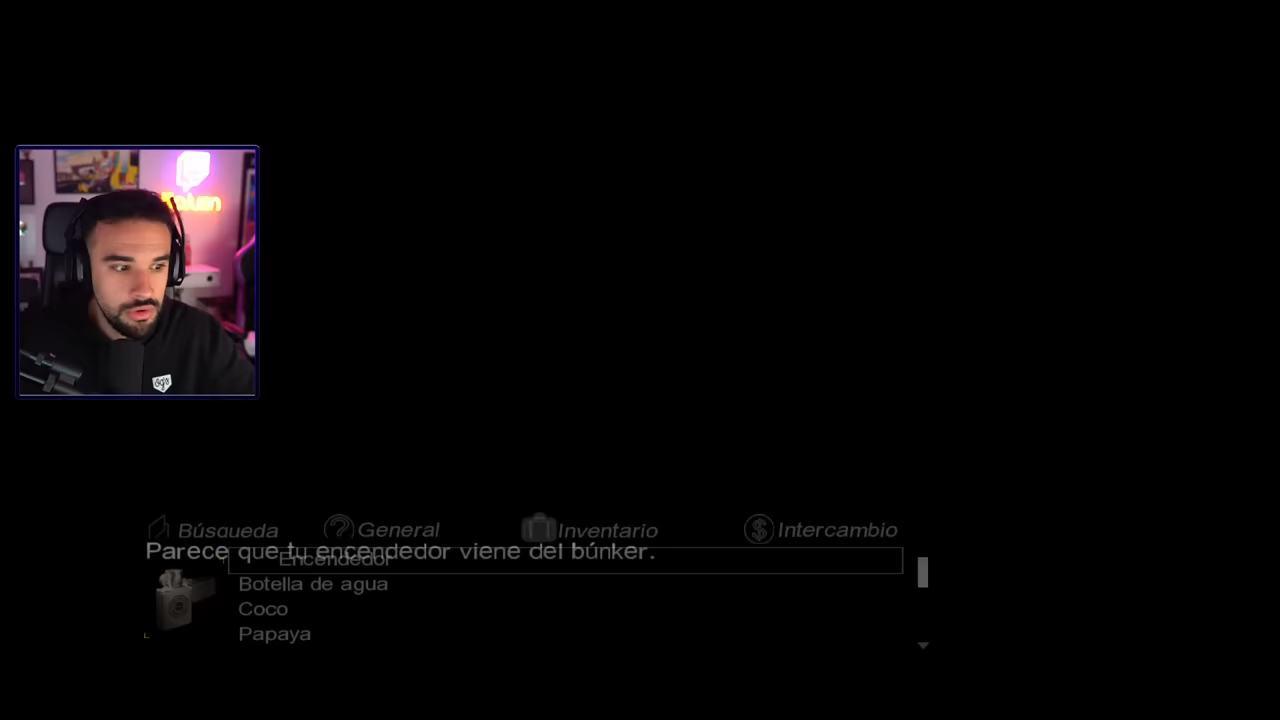 Búsqueda
General
Inventario
Intercambio
Parece que tu encendedor viene del búnker.
Encendedor
Botella de agua
Coco
Papaya